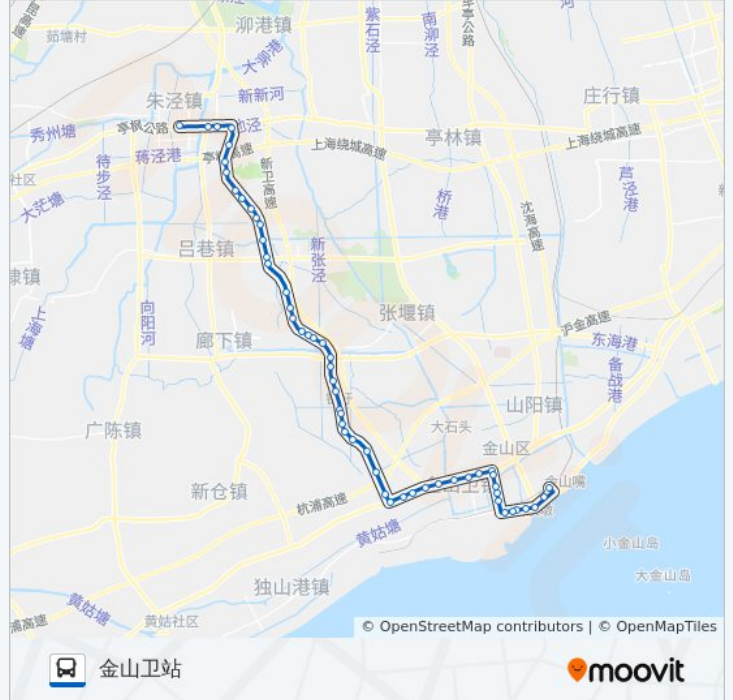 泖港镇
紫石泾
南泖泾
茹塘村
大泖港
朱泾镇
新新河
庄行镇
亭枫公路
秀州塘
亭林镇
上海绕城高速
上海绕城高速
蒋泾港
待步泾
新卫高速
社区
芦泾港
大茫塘
桥港
沈海高速
吕巷镇
新张泾
上海塘
向阳河
张堰镇
沪金高速
廊下镇
东海港
备战港
山阳镇
广陈镇
大石头
金山区
金山嘴
新仓镇
杭浦高速
黄姑塘
小金山岛
大金山岛
独山港镇
黄姑塘
黄姑社区
浦高速
© OpenStreetMap contributors | © OpenMapTiles
金山卫站
moovit